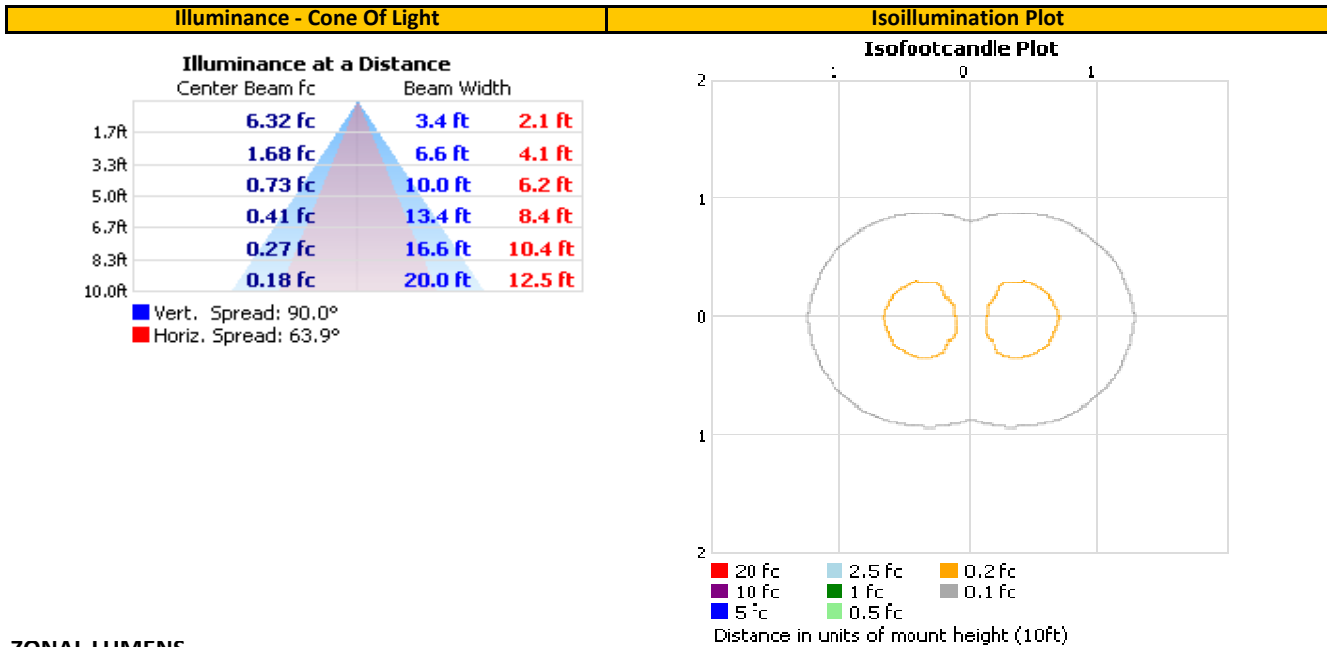 Illuminance - Cone Of Light
Isoillumination Plot
Illuminance at a Distance
Center Beam fc Beam Width
1.7ft 6.32 fc 3.4 ft 2.1 ft
3.3ft 1.68 fc 6.6 ft 4.1 ft
5.0ft 0.73 fc 10.0 ft 6.2 ft
6.7ft 0.41 fc 13.4 ft 8.4 ft
8.3ft 0.27 fc 16.6 ft 10.4 ft
10.0ft 0.18 fc 20.0 ft 12.5 ft
Vert. Spread: 90.0°
Horiz. Spread: 63.9°
Isofootcandle Plot
1 0 1
2
1
0
1
2
20 fc 2.5 fc 0.2 fc
10 fc 1 fc 0.1 fc
5 fc 0.5 fc
Distance in units of mount height (10ft)
ZONAL LUMENS